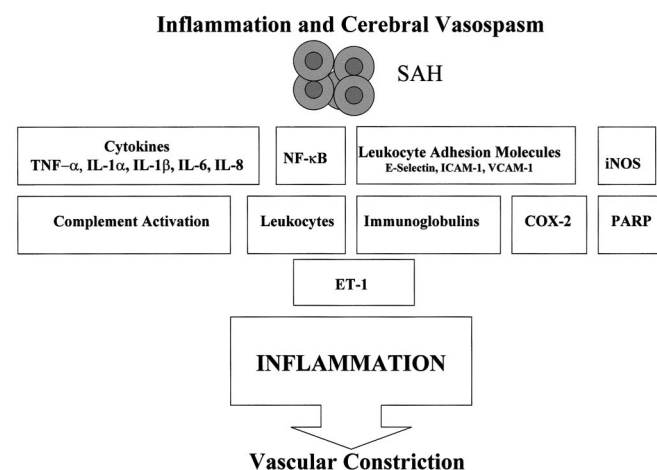 Inflammation and Cerebral Vasospasm
SAH
Cytokines
TNF–α, IL-1α, IL-1β, IL-6, IL-8
NF-κB
Leukocyte Adhesion Molecules
E-Selectin, ICAM-1, VCAM-1
iNOS
Complement Activation
Leukocytes
Immunoglobulins
COX-2
PARP
ET-1
INFLAMMATION
Vascular Constriction